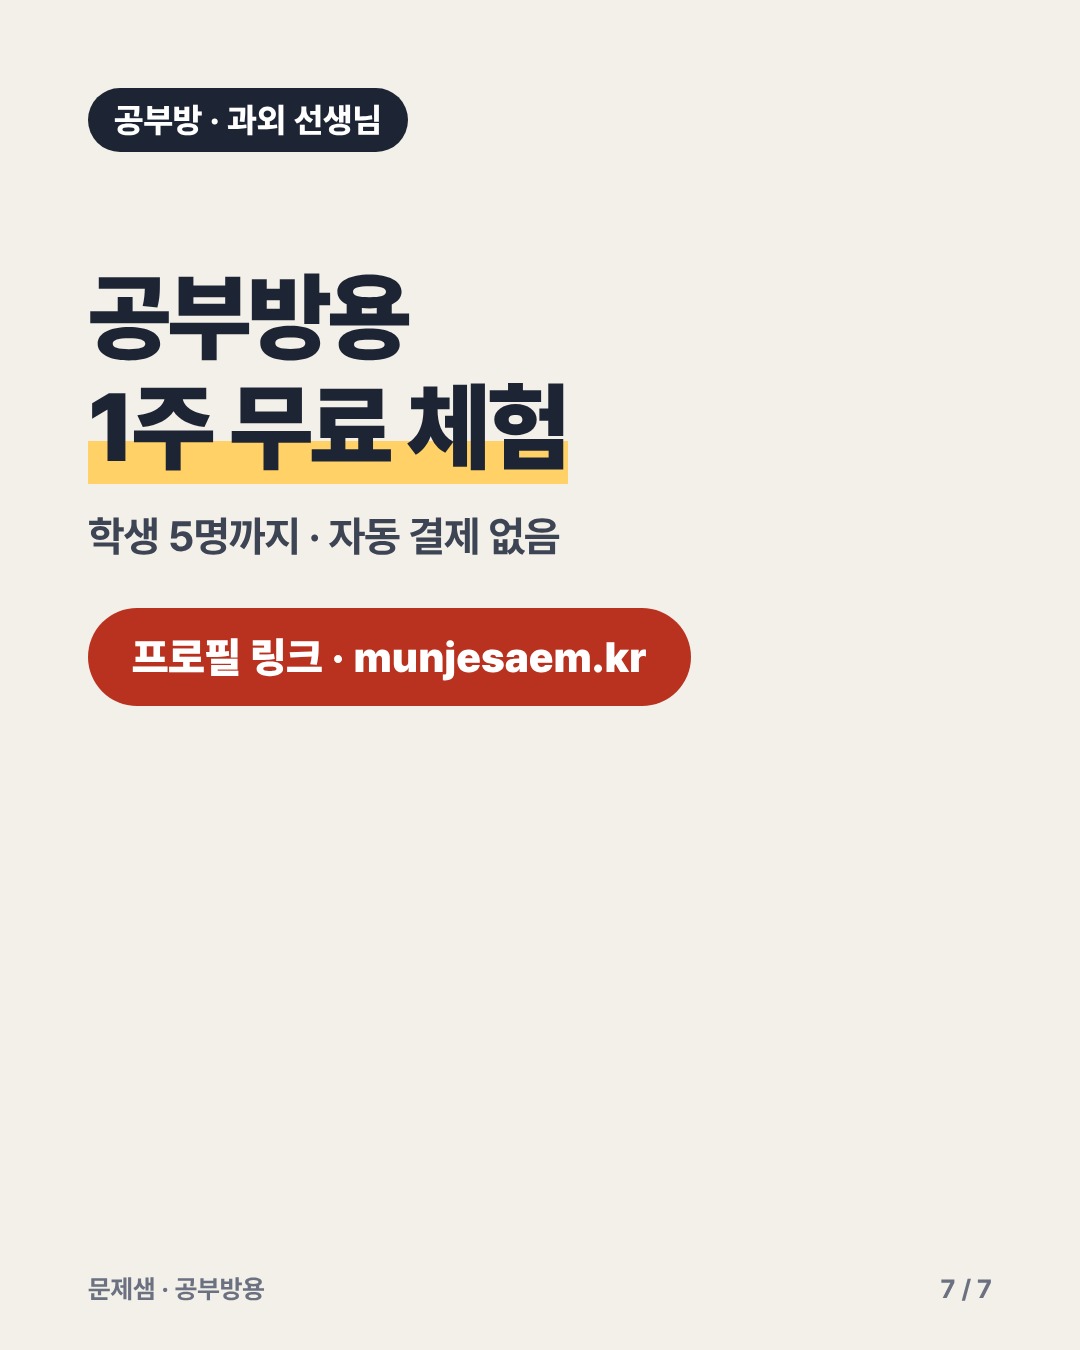 공부방 · 과외 선생님
공부방용
1주 무료 체험
학생 5명까지 · 자동 결제 없음
프로필 링크 · munjesaem.kr
문제샘 · 공부방용
7 / 7